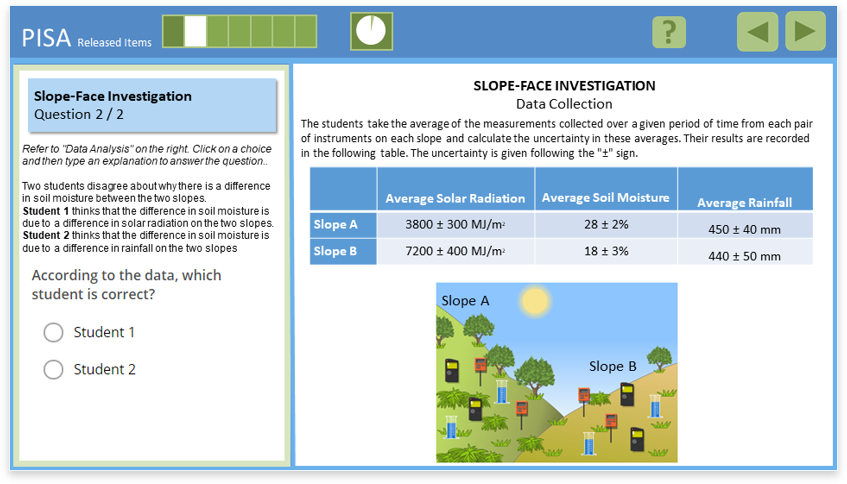 PISA Released Items
?
Slope-Face Investigation
Question 2 / 2
Refer to "Data Analysis" on the right. Click on a choice
and then type an explanation to answer the question..
Two students disagree about why there is a difference
in soil moisture between the two slopes.
Student 1 thinks that the difference in soil moisture is
due to a difference in solar radiation on the two slopes.
Student 2 thinks that the difference in soil moisture is
due to a difference in rainfall on the two slopes
According to the data, which
student is correct?
Student 1
Student 2
SLOPE-FACE INVESTIGATION
Data Collection
The students take the average of the measurements collected over a given period of time from each pair
of instruments on each slope and calculate the uncertainty in these averages. Their results are recorded
in the following table. The uncertainty is given following the "±" sign.
Average Solar Radiation Average Soil Moisture Average Rainfall
Slope A 3800 ± 300 MJ/m² 28 ± 2% 450 ± 40 mm
Slope B 7200 ± 400 MJ/m² 18 ± 3% 440 ± 50 mm
Slope A
Slope B